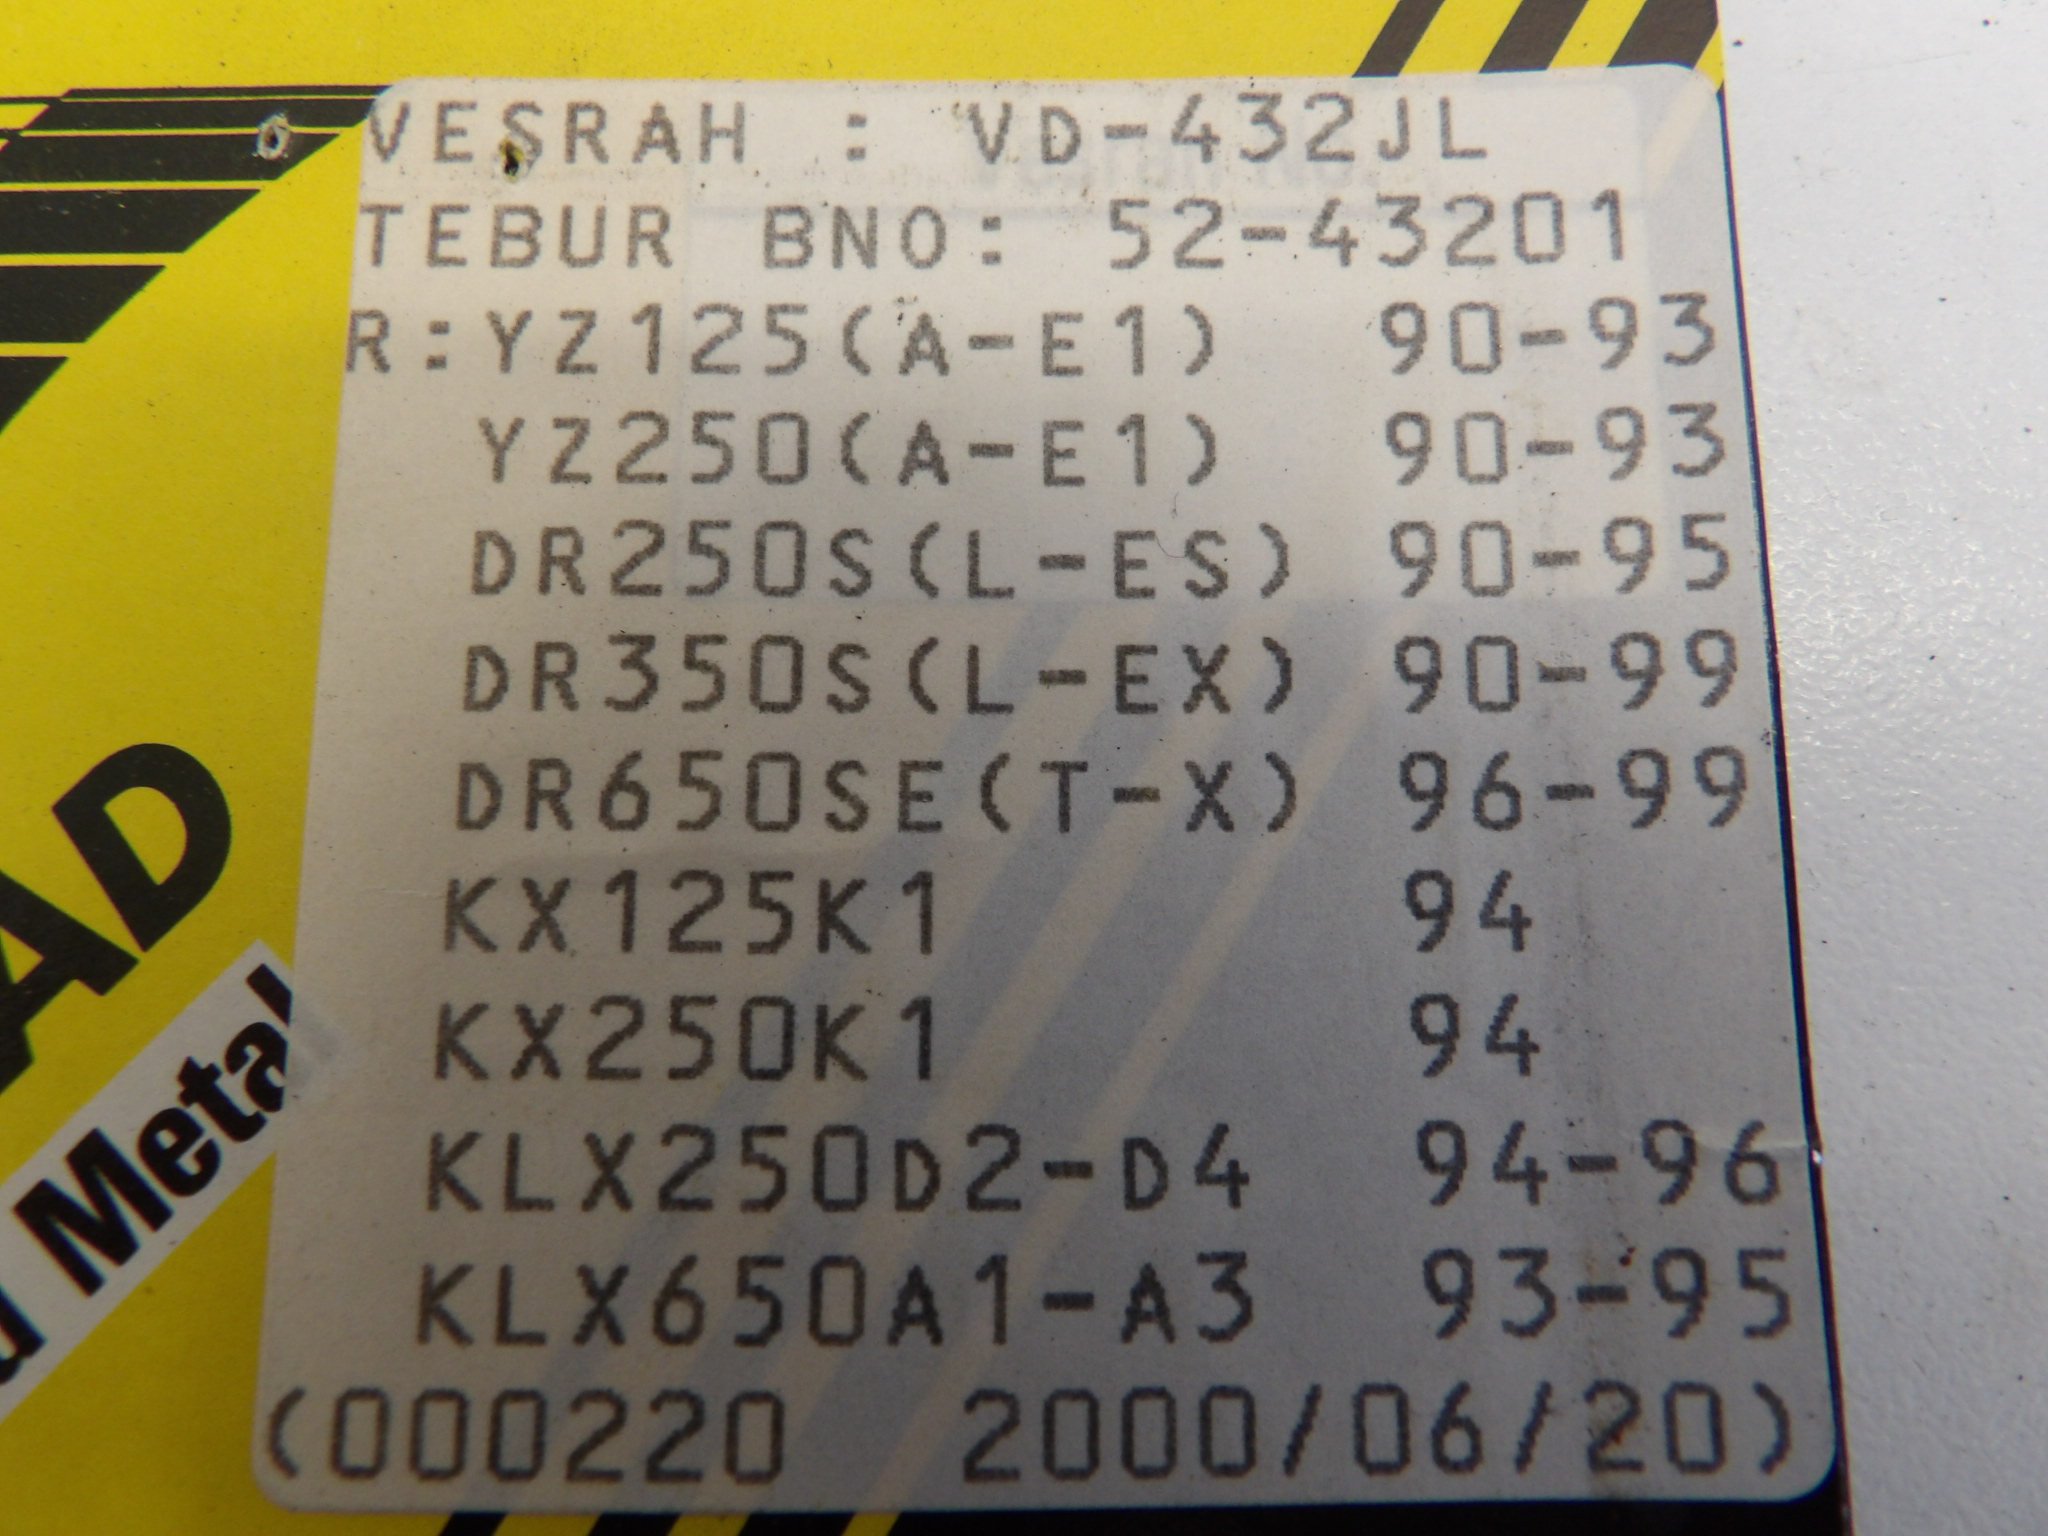 VESRAH : VD-432JL
TEBUR BNO: 52-43201
R:YZ125(A-E1) 90-93
YZ250(A-E1) 90-93
DR250S(L-ES) 90-95
DR350S(L-EX) 90-99
DR650SE(T-X) 96-99
KX125K1 94
KX250K1 94
KLX250D2-D4 94-96
KLX650A1-A3 93-95
(000220 2000/06/20)
AD
Metal